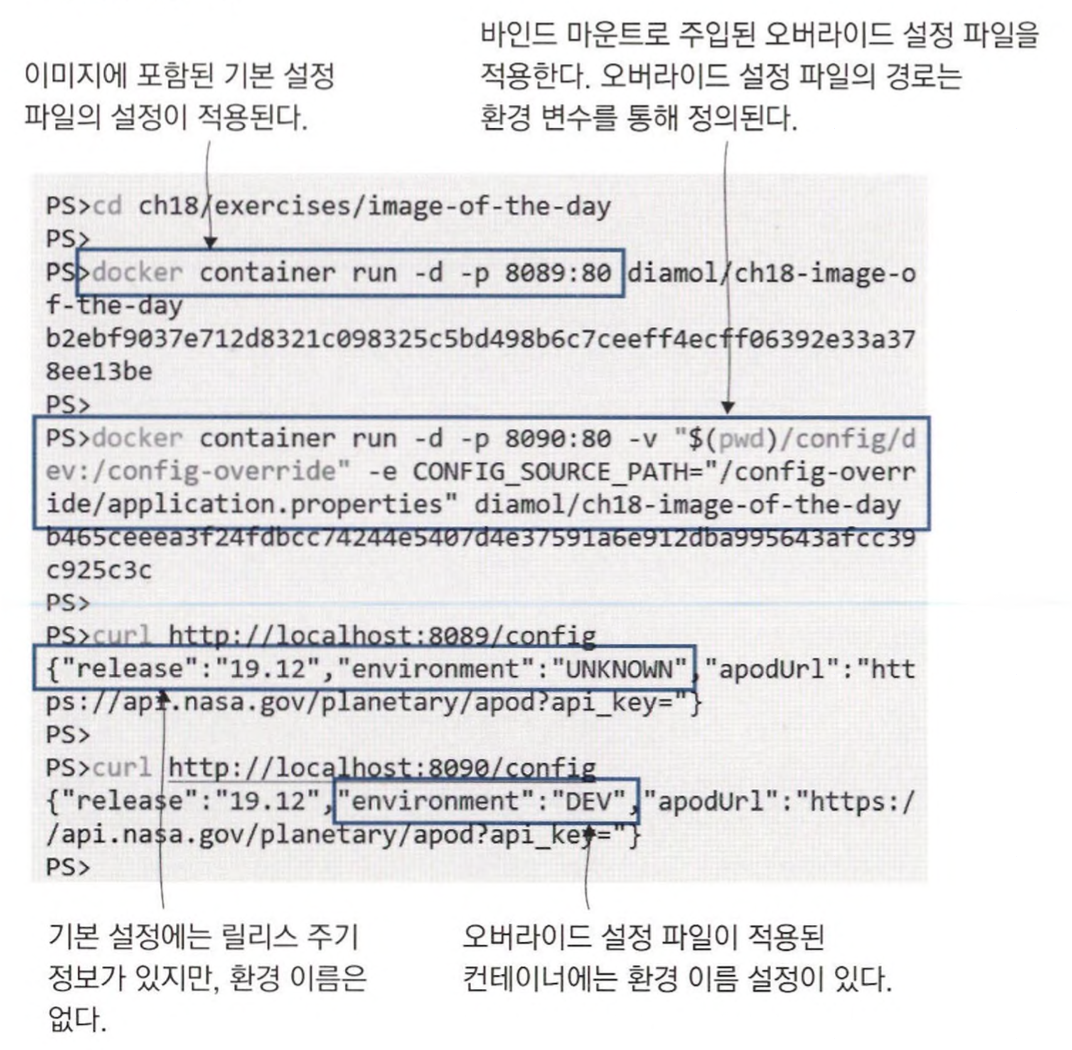 이미지에 포함된 기본 설정
파일의 설정이 적용된다.
바인드 마운트로 주입된 오버라이드 설정 파일을
적용한다. 오버라이드 설정 파일의 경로는
환경 변수를 통해 정의된다.
PS>cd ch18/exercises/image-of-the-day
PS>
PS>docker container run -d -p 8089:80 diamol/ch18-image-o
f-the-day
b2ebf9037e712d8321c098325c5bd498b6c7ceeff4ecff06392e33a37
8ee13be
PS>
PS>docker container run -d -p 8090:80 -v "$(pwd)/config/d
ev:/config-override" -e CONFIG_SOURCE_PATH="/config-overr
ide/application.properties" diamol/ch18-image-of-the-day
b465ceeea3f24fdbcc74244e5407d4e37591a6e912dba995643afcc39
c925c3c
PS>
PS>curl http://localhost:8089/config
{"release":"19.12","environment":"UNKNOWN","apodUrl":"htt
ps://api.nasa.gov/planetary/apod?api_key="}
PS>
PS>curl http://localhost:8090/config
{"release":"19.12","environment":"DEV","apodUrl":"https:/
/api.nasa.gov/planetary/apod?api_key="}
PS>
기본 설정에는 릴리스 주기
정보가 있지만, 환경 이름은
없다.
오버라이드 설정 파일이 적용된
컨테이너에는 환경 이름 설정이 있다.